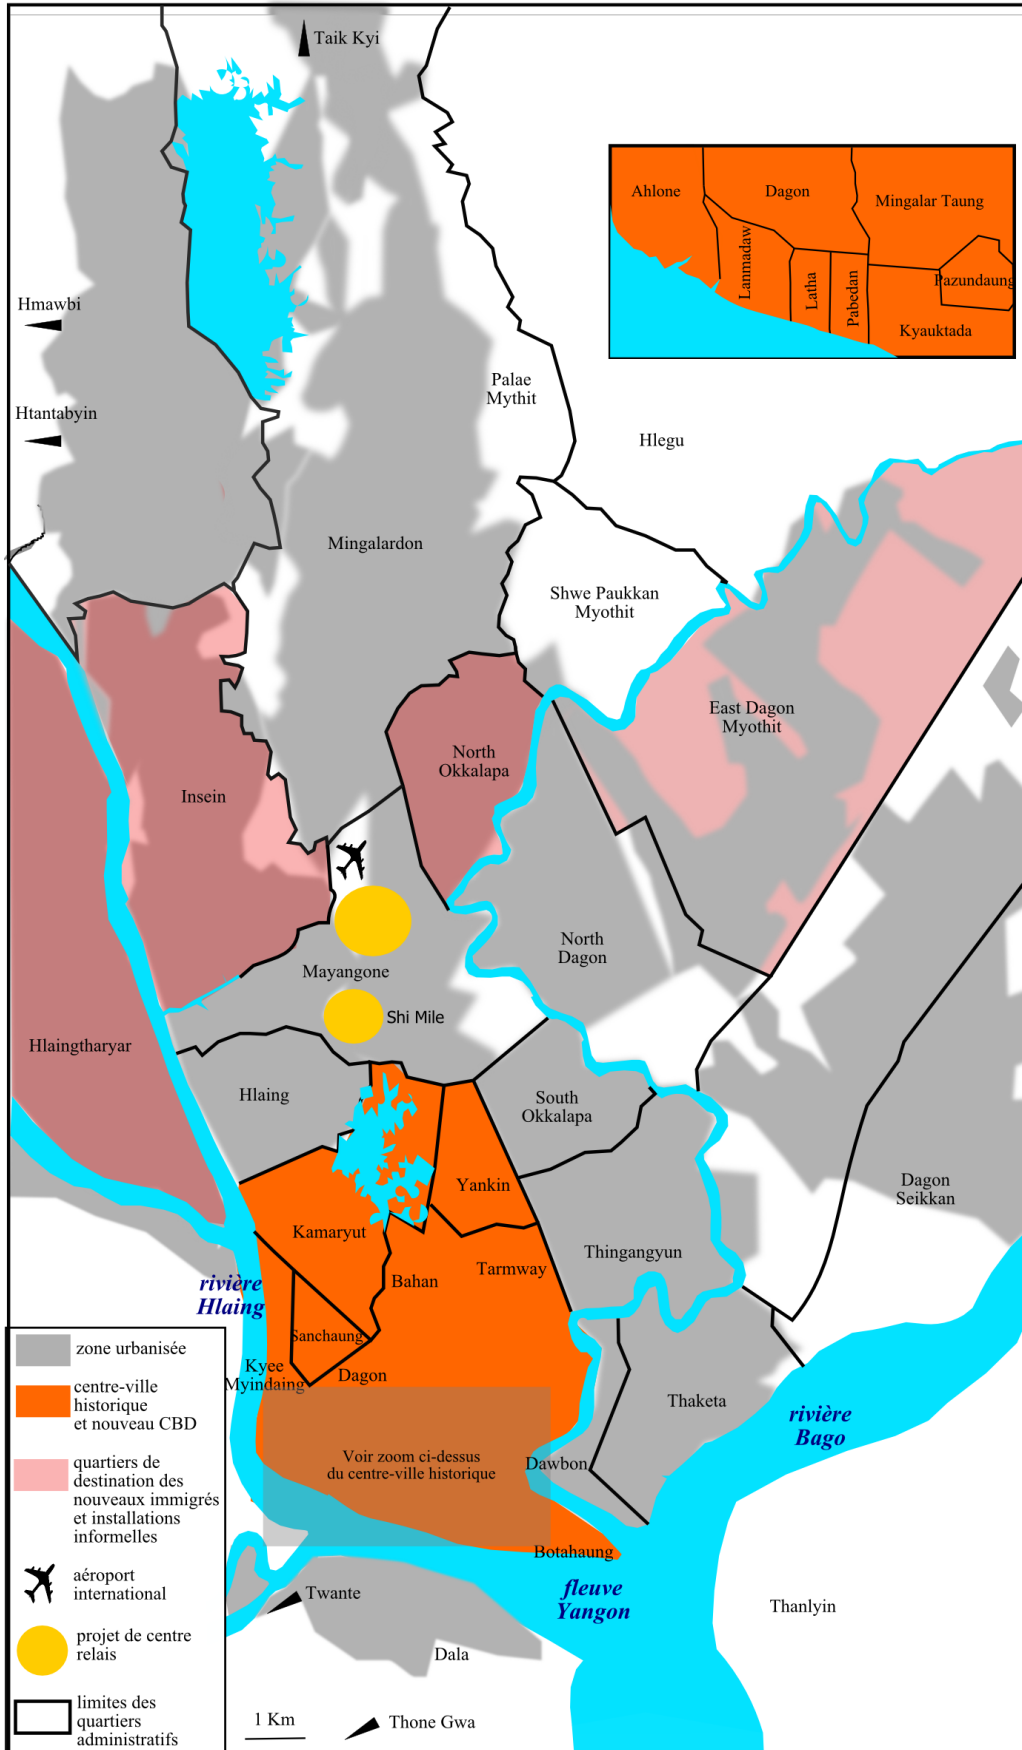 Taik Kyi
Ahlone
Dagon
Mingalar Taung
Lanmadaw
Latha
Pabedan
Pazundaung
Kyauktada
Hmawbi
Htantabyin
Palae
Mythit
Hlegu
Mingalardon
Shwe Paukkan
Myothit
East Dagon
Myothit
North
Okkalapa
Insein
North
Dagon
Mayangone
Shi Mile
Hlaingtharyar
Hlaing
South
Okkalapa
Dagon
Seikkan
Yankin
Kamaryut
Thingangyun
Tarmway
Bahan
rivière
Hlaing
Sanchaung
Kyee
Myindaing
Dagon
Thaketa
rivière
Bago
Voir zoom ci-dessus
du centre-ville historique
Dawbon
Botahaung
fleuve
Yangon
Twante
Thanlyin
Dala
Thone Gwa
1 Km
zone urbanisée
centre-ville
historique
et nouveau CBD
quartiers de
destination des
nouveaux immigrés
et installations
informelles
aéroport
international
projet de centre
relais
limites des
quartiers
administratifs